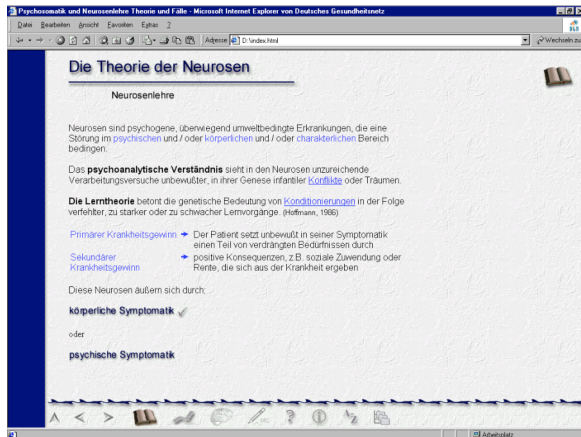 Psychosomatik und Neurosenlehre Theorie und Fälle - Microsoft Internet Explorer von Deutsches Gesundheitsnetz
Datei Bearbeiten Ansicht Favoriten Extras ?
Adresse D:\index.html Wechseln zu
Die Theorie der Neurosen
Neurosenlehre
Neurosen sind psychogene, überwiegend umweltbedingte Erkrankungen, die eine
Störung im psychischen und / oder körperlichen und / oder charakterlichen Bereich
bedingen.
Das psychoanalytische Verständnis sieht in den Neurosen unzureichende
Verarbeitungsversuche unbewußter, in ihrer Genese infantiler Konflikte oder Traumen.
Die Lerntheorie betont die genetische Bedeutung von Konditionierungen in der Folge
verfehlter, zu starker oder zu schwacher Lernvorgänge. (Hoffmann, 1986)
Primärer Krankheitsgewinn Der Patient setzt unbewußt in seiner Symptomatik
einen Teil von verdrängten Bedürfnissen durch
Sekundärer positive Konsequenzen, z.B. soziale Zuwendung oder
Krankheitsgewinn Rente, die sich aus der Krankheit ergeben
Diese Neurosen äußern sich durch:
körperliche Symptomatik
oder
psychische Symptomatik
Arbeitsplatz